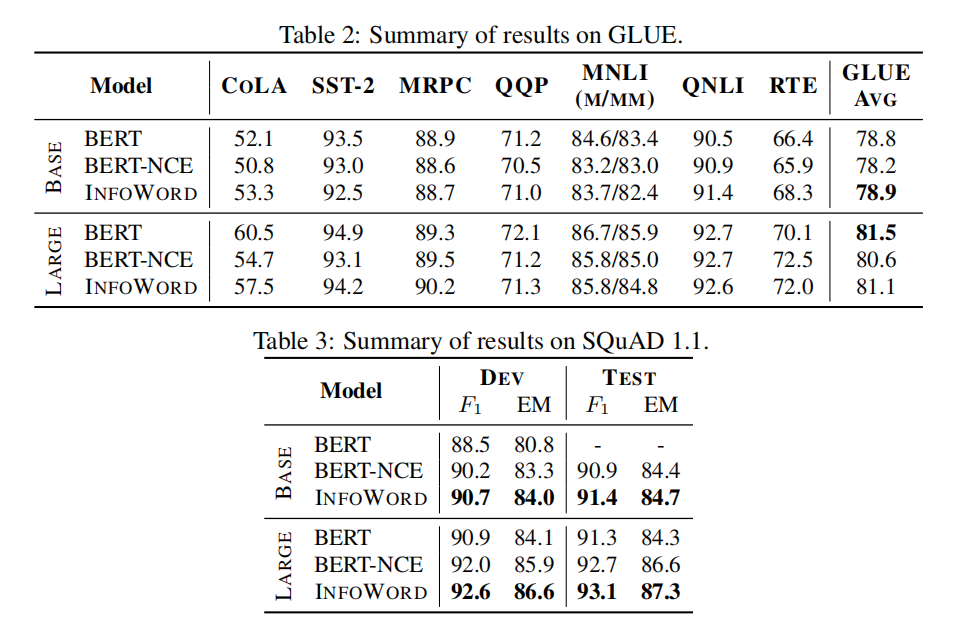 Table 2: Summary of results on GLUE.
Model COLA SST-2 MRPC QQP MNLI (M/MM) QNLI RTE GLUE AVG
BASE
BERT 52.1 93.5 88.9 71.2 84.6/83.4 90.5 66.4 78.8
BERT-NCE 50.8 93.0 88.6 70.5 83.2/83.0 90.9 65.9 78.2
INFOWORD 53.3 92.5 88.7 71.0 83.7/82.4 91.4 68.3 78.9
LARGE
BERT 60.5 94.9 89.3 72.1 86.7/85.9 92.7 70.1 81.5
BERT-NCE 54.7 93.1 89.5 71.2 85.8/85.0 92.7 72.5 80.6
INFOWORD 57.5 94.2 90.2 71.3 85.8/84.8 92.6 72.0 81.1
Table 3: Summary of results on SQuAD 1.1.
Model DEV TEST
F1 EM F1 EM
BASE
BERT 88.5 80.8 - -
BERT-NCE 90.2 83.3 90.9 84.4
INFOWORD 90.7 84.0 91.4 84.7
LARGE
BERT 90.9 84.1 91.3 84.3
BERT-NCE 92.0 85.9 92.7 86.6
INFOWORD 92.6 86.6 93.1 87.3